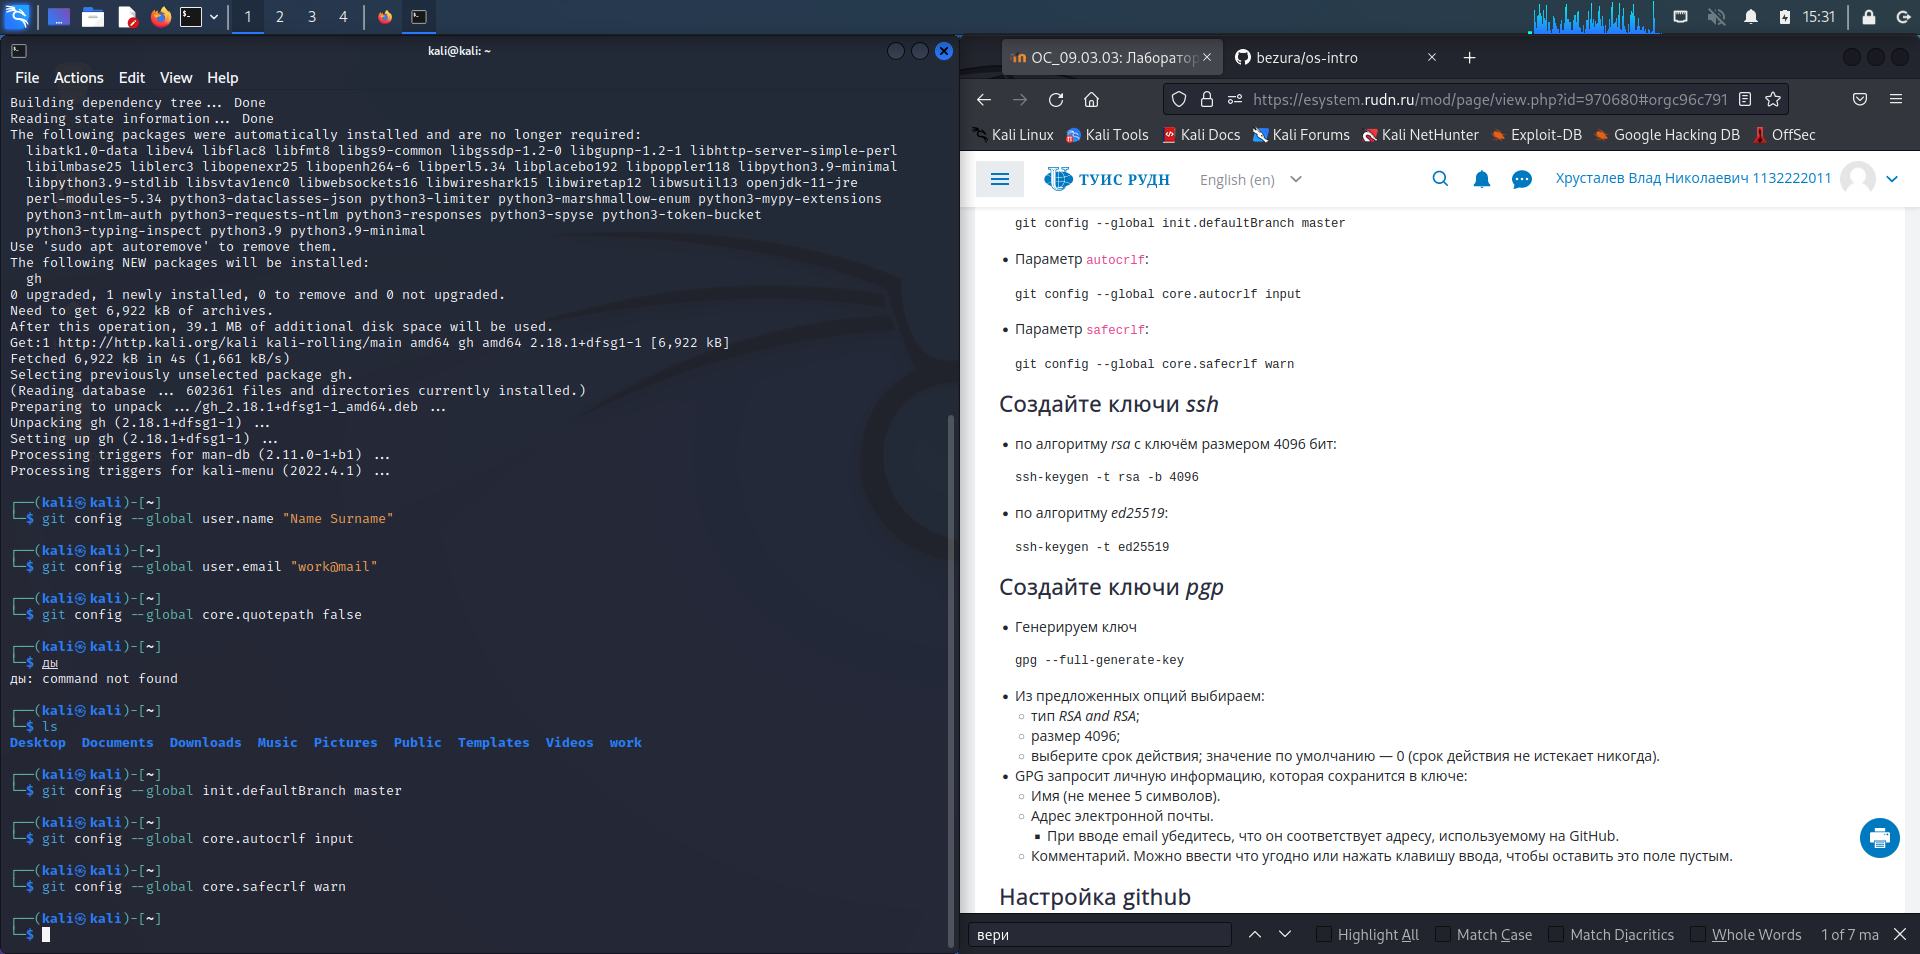 1 2 3 4
15:31
kali@kali: ~
File Actions Edit View Help
Building dependency tree... Done
Reading state information... Done
The following packages were automatically installed and are no longer required:
libatk1.0-data libev4 libflac8 libfmt8 libgs9-common libgssdp-1.2-0 libgupnp-1.2-1 libhttp-server-simple-perl
libilmbase25 liblerc3 libopenexr25 libopenh264-6 libperl5.34 libplacebo192 libpoppler118 libpython3.9-minimal
libpython3.9-stdlib libsvtav1enc0 libwebsockets16 libwireshark15 libwiretap12 libwsutil13 openjdk-11-jre
perl-modules-5.34 python3-dataclasses-json python3-limiter python3-marshmallow-enum python3-mypy-extensions
python3-ntlm-auth python3-requests-ntlm python3-responses python3-spyse python3-token-bucket
python3-typing-inspect python3.9 python3.9-minimal
Use 'sudo apt autoremove' to remove them.
The following NEW packages will be installed:
gh
0 upgraded, 1 newly installed, 0 to remove and 0 not upgraded.
Need to get 6,922 kB of archives.
After this operation, 39.1 MB of additional disk space will be used.
Get:1 http://http.kali.org/kali kali-rolling/main amd64 gh amd64 2.18.1+dfsg1-1 [6,922 kB]
Fetched 6,922 kB in 4s (1,661 kB/s)
Selecting previously unselected package gh.
(Reading database ... 602361 files and directories currently installed.)
Preparing to unpack .../gh_2.18.1+dfsg1-1_amd64.deb ...
Unpacking gh (2.18.1+dfsg1-1) ...
Setting up gh (2.18.1+dfsg1-1) ...
Processing triggers for man-db (2.11.0-1+b1) ...
Processing triggers for kali-menu (2022.4.1) ...
┌──(kali㉿kali)-[~]
└─$ git config --global user.name "Name Surname"
┌──(kali㉿kali)-[~]
└─$ git config --global user.email "work@mail"
┌──(kali㉿kali)-[~]
└─$ git config --global core.quotepath false
┌──(kali㉿kali)-[~]
└─$ ды
ды: command not found
┌──(kali㉿kali)-[~]
└─$ ls
Desktop Documents Downloads Music Pictures Public Templates Videos work
┌──(kali㉿kali)-[~]
└─$ git config --global init.defaultBranch master
┌──(kali㉿kali)-[~]
└─$ git config --global core.autocrlf input
┌──(kali㉿kali)-[~]
└─$ git config --global core.safecrlf warn
┌──(kali㉿kali)-[~]
└─$
ОС_09.03.03: Лаборатор
bezura/os-intro
https://esystem.rudn.ru/mod/page/view.php?id=970680#orgc96c791
Kali Linux Kali Tools Kali Docs Kali Forums Kali NetHunter Exploit-DB Google Hacking DB OffSec
ТУИС РУДН English (en) Хрусталев Влад Николаевич 1132222011
git config --global init.defaultBranch master
• Параметр autocrlf:
git config --global core.autocrlf input
• Параметр safecrlf:
git config --global core.safecrlf warn
Создайте ключи ssh
• по алгоритму rsa с ключём размером 4096 бит:
ssh-keygen -t rsa -b 4096
• по алгоритму ed25519:
ssh-keygen -t ed25519
Создайте ключи pgp
• Генерируем ключ
gpg --full-generate-key
• Из предложенных опций выбираем:
◦ тип RSA and RSA;
◦ размер 4096;
◦ выберите срок действия; значение по умолчанию — 0 (срок действия не истекает никогда).
• GPG запросит личную информацию, которая сохранится в ключе:
◦ Имя (не менее 5 символов).
◦ Адрес электронной почты.
▪ При вводе email убедитесь, что он соответствует адресу, используемому на GitHub.
◦ Комментарий. Можно ввести что угодно или нажать клавишу ввода, чтобы оставить это поле пустым.
Настройка github
вери Highlight All Match Case Match Diacritics Whole Words 1 of 7 ma